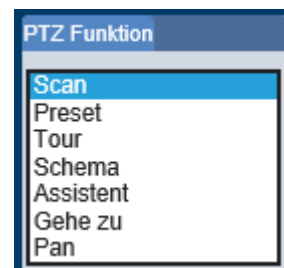 PTZ Funktion
Scan
Preset
Tour
Schema
Assistent
Gehe zu
Pan